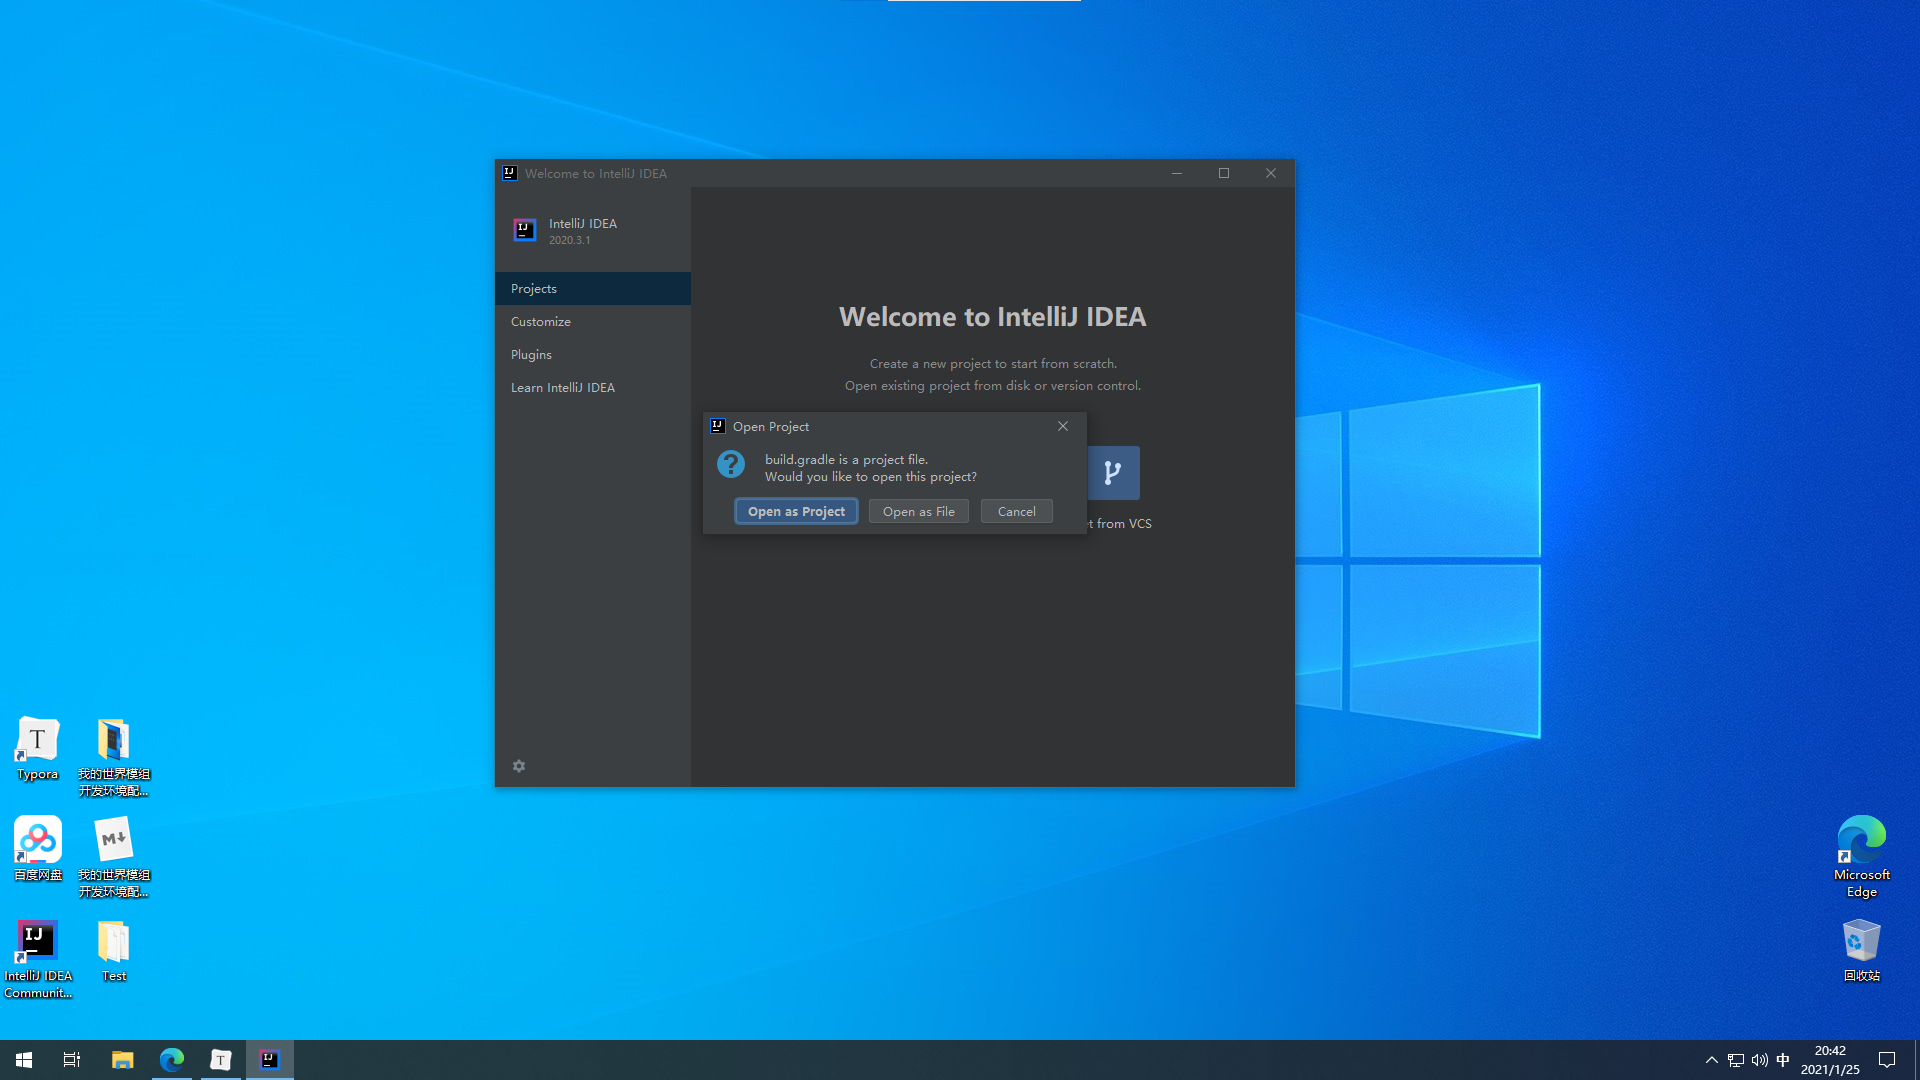 Welcome to IntelliJ IDEA
IntelliJ IDEA
2020.3.1
Projects
Customize
Plugins
Learn IntelliJ IDEA
Welcome to IntelliJ IDEA
Create a new project to start from scratch.
Open existing project from disk or version control.
Open Project
build.gradle is a project file.
Would you like to open this project?
Open as Project
Open as File
Cancel
et from VCS
Typora
我的世界模组
开发环境配...
百度网盘
我的世界模组
开发环境配...
IntelliJ IDEA
Communit...
Test
Microsoft
Edge
回收站
中
20:42
2021/1/25